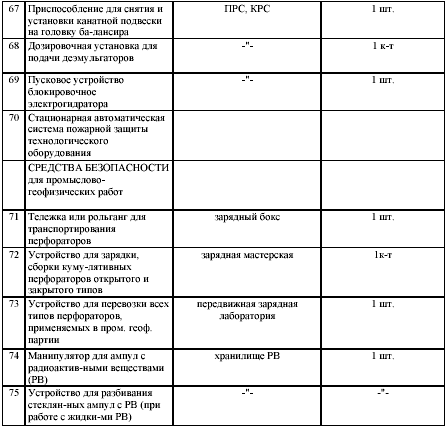 67 Приспособление для снятия и ПРС, КРС 1 шт.
установки канатной подвески
на головку ба-лансира
68 Дозировочная установка для -"- 1 к-т
подачи деэмульгаторов
69 Пусковое устройство -"- 1 шт.
блокировочное
электрогидратора
70 Стационарная автоматическая
система пожарной защиты
технологического
оборудования
СРЕДСТВА БЕЗОПАСНОСТИ
для промыслово-
геофизических работ
71 Тележка или рольганг для зарядный бокс 1 шт.
транспортирования
перфораторов
72 Устройство для зарядки, зарядная мастерская 1к-т
сборки куму-лятивных
перфораторов открытого и
закрытого типов
73 Устройство для перевозки всех передвижная зарядная 1 шт.
типов перфораторов, лаборатория
применяемых в пром. геоф.
партии
74 Манипулятор для ампул с хранилище РВ 1 шт.
радиоактив-ными веществами
(РВ)
75 Устройство для разбивания -"- -"-
стеклян-ных ампул с РВ (при
работе с жидки-ми РВ)